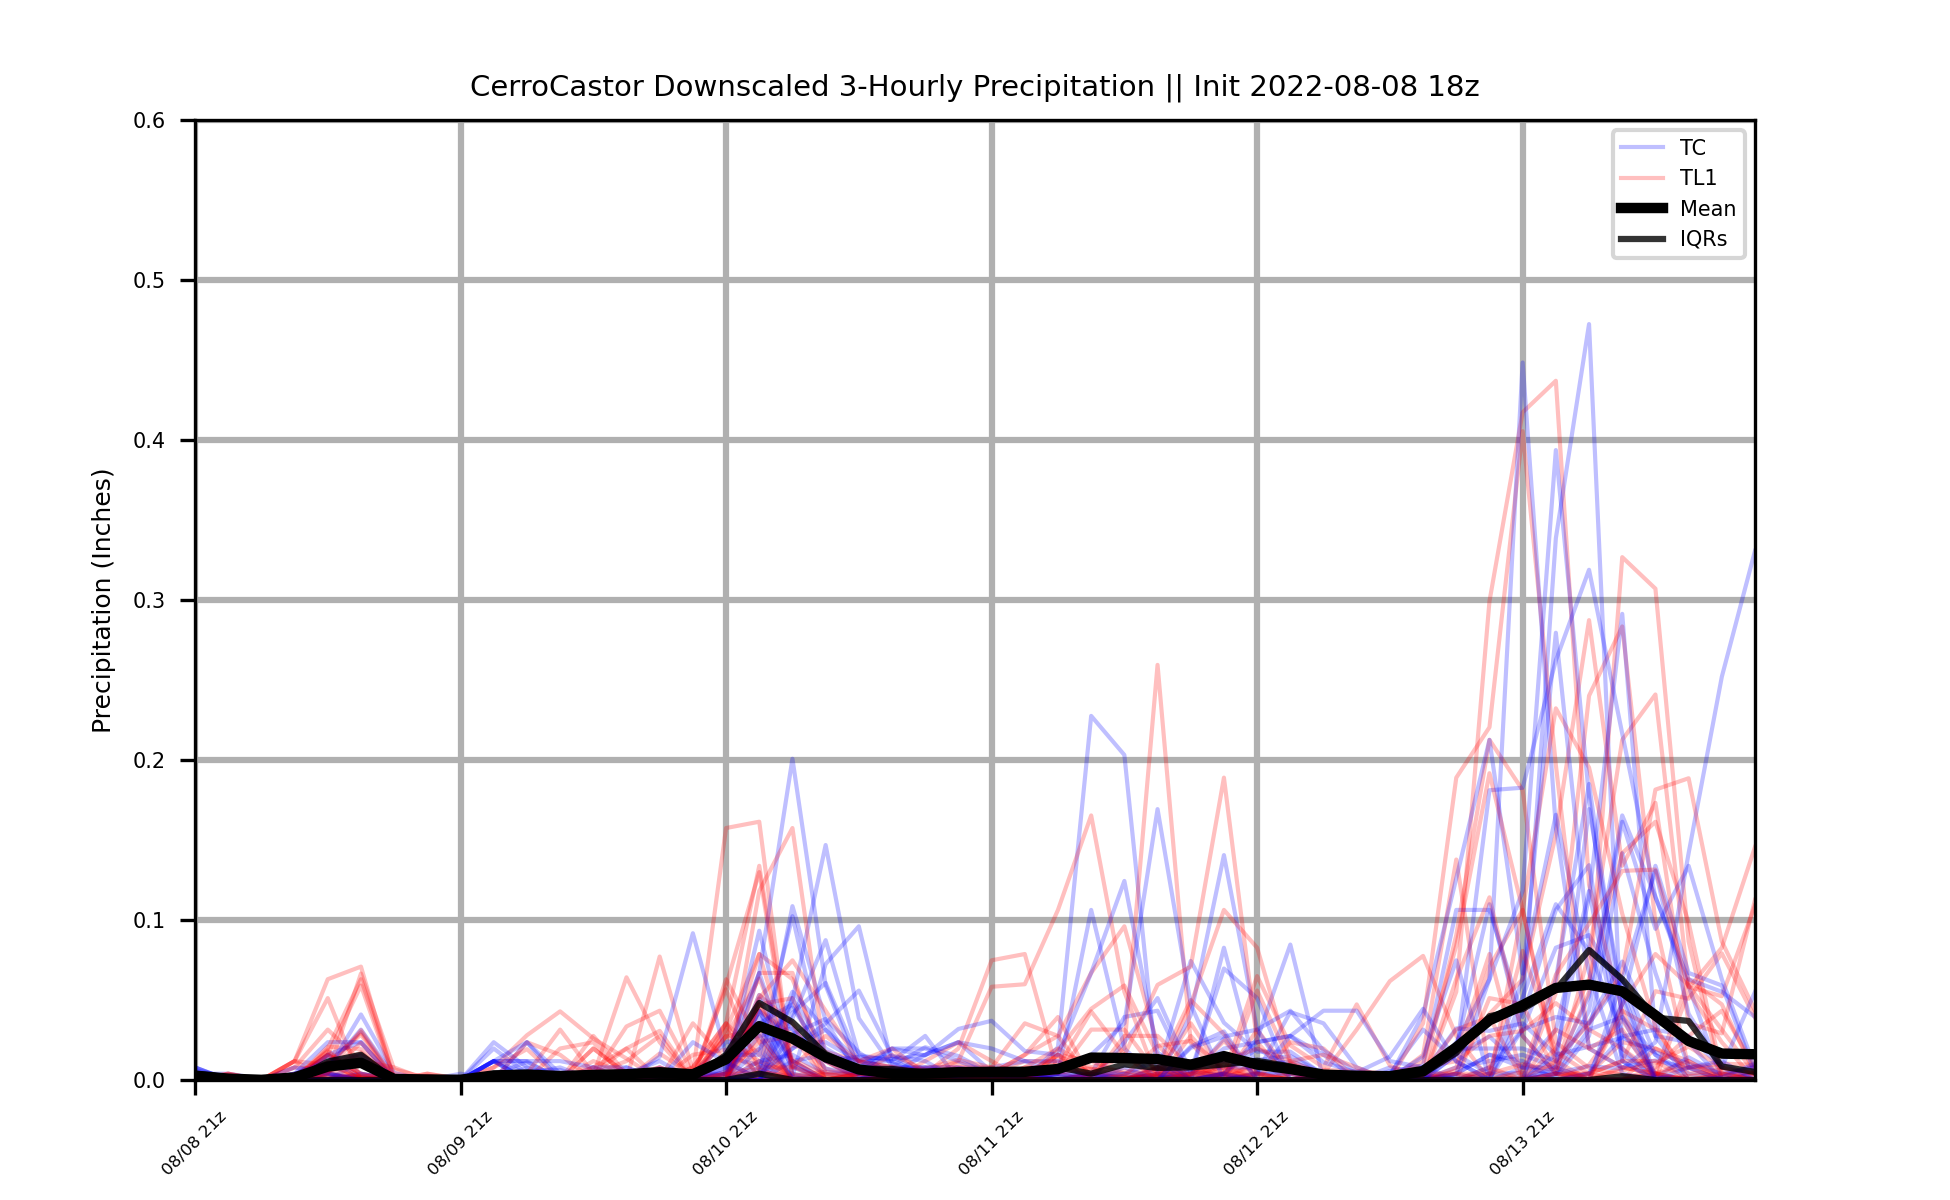 CerroCastor Downscaled 3-Hourly Precipitation || Init 2022-08-08 18z
Precipitation (Inches)
0.6
0.5
0.4
0.3
0.2
0.1
0.0
TC
TL1
Mean
IQRs
08/08 21z
08/09 21z
08/10 21z
08/11 21z
08/12 21z
08/13 21z